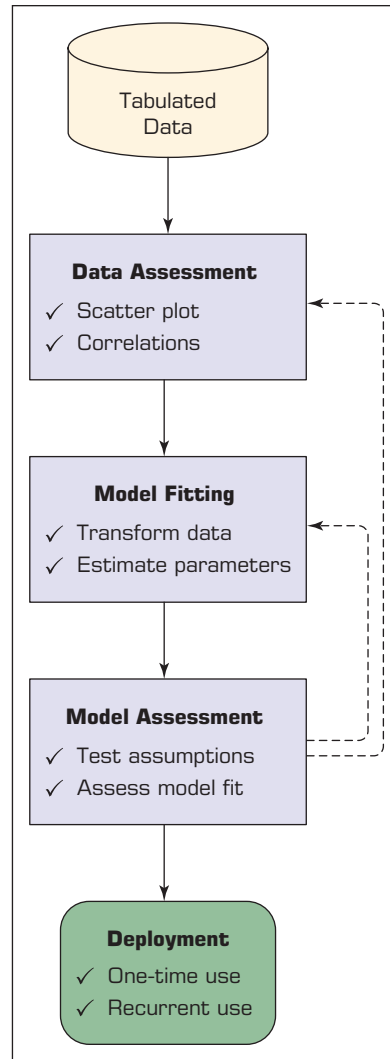 Tabulated
Data
Data Assessment
✓ Scatter plot
✓ Correlations
Model Fitting
✓ Transform data
✓ Estimate parameters
Model Assessment
✓ Test assumptions
✓ Assess model fit
Deployment
✓ One-time use
✓ Recurrent use